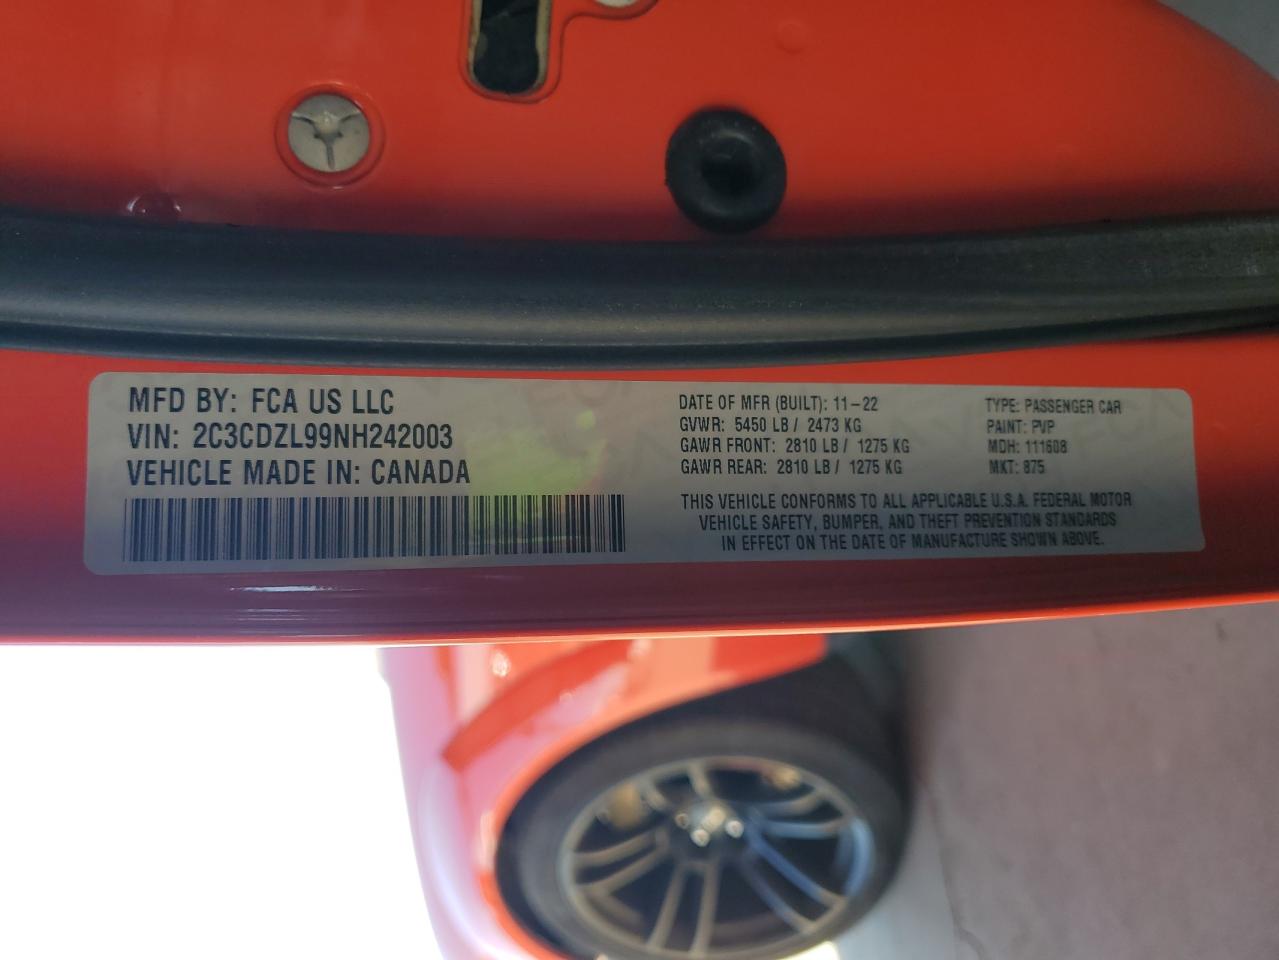 MFD BY: FCA US LLC
VIN: 2C3CDZL99NH242003
VEHICLE MADE IN: CANADA
DATE OF MFR (BUILT): 11-22
GVWR: 5450 LB / 2473 KG
GAWR FRONT: 2810 LB / 1275 KG
GAWR REAR: 2810 LB / 1275 KG
TYPE: PASSENGER CAR
PAINT: PVP
MDH: 111608
MKT: 875
THIS VEHICLE CONFORMS TO ALL APPLICABLE U.S.A. FEDERAL MOTOR
VEHICLE SAFETY, BUMPER, AND THEFT PREVENTION STANDARDS
IN EFFECT ON THE DATE OF MANUFACTURE SHOWN ABOVE.